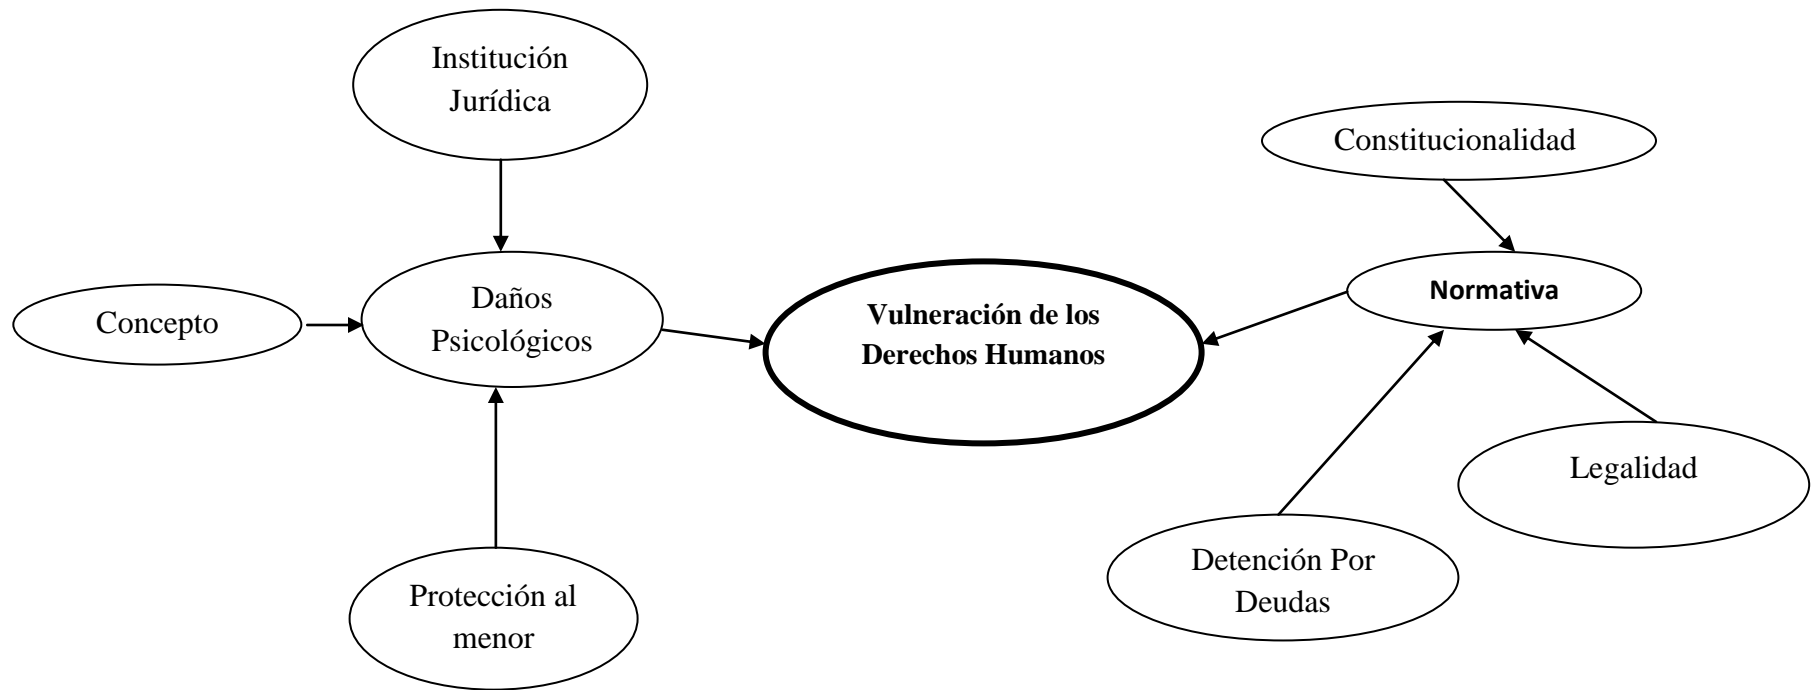 Institución
Jurídica
Constitucionalidad
Concepto
Daños
Psicológicos
Vulneración de los
Derechos Humanos
Normativa
Legalidad
Detención Por
Deudas
Protección al
menor